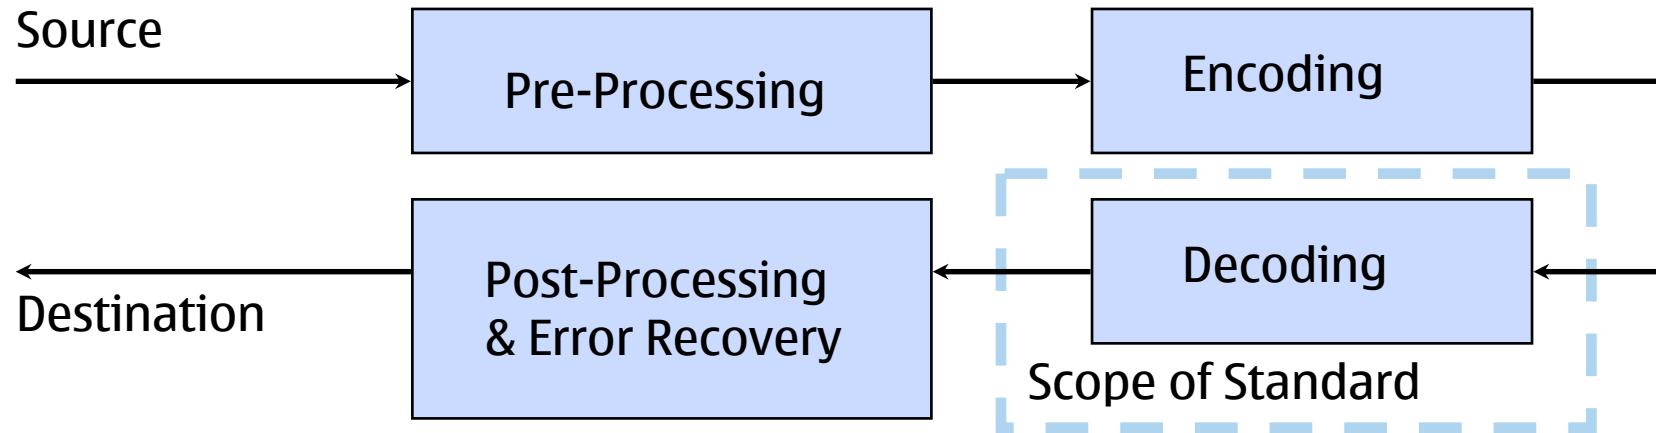 Source
Pre-Processing
Encoding
Decoding
Post-Processing
& Error Recovery
Destination
Scope of Standard